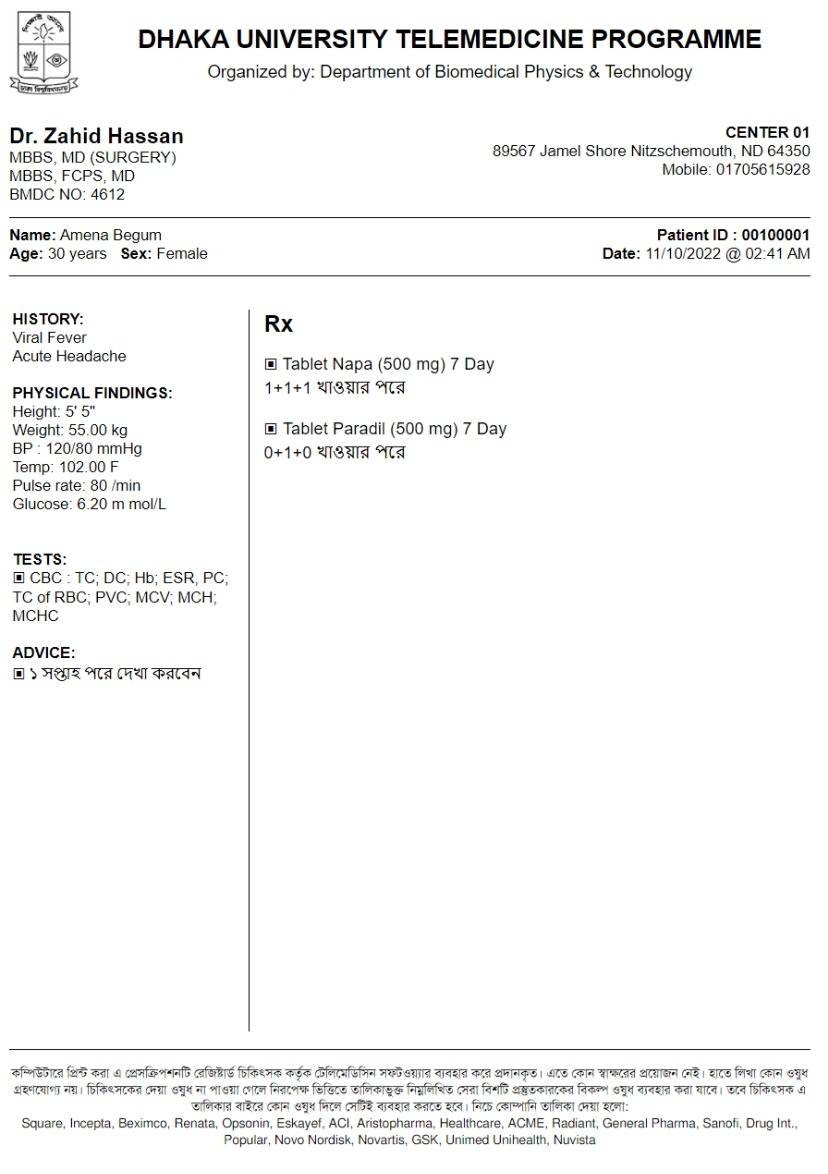 শিক্ষাই আলো
ঢাকা বিশ্ববিদ্যালয়
DHAKA UNIVERSITY TELEMEDICINE PROGRAMME
Organized by: Department of Biomedical Physics & Technology
Dr. Zahid Hassan
MBBS, MD (SURGERY)
MBBS, FCPS, MD
BMDC NO: 4612
CENTER 01
89567 Jamel Shore Nitzschemouth, ND 64350
Mobile: 01705615928
Name: Amena Begum
Age: 30 years Sex: Female
Patient ID : 00100001
Date: 11/10/2022 @ 02:41 AM
HISTORY:
Viral Fever
Acute Headache
PHYSICAL FINDINGS:
Height: 5' 5"
Weight: 55.00 kg
BP : 120/80 mmHg
Temp: 102.00 F
Pulse rate: 80 /min
Glucose: 6.20 m mol/L
TESTS:
▣ CBC : TC; DC; Hb; ESR, PC;
TC of RBC; PVC; MCV; MCH;
MCHC
ADVICE:
▣ ১ সপ্তাহ পরে দেখা করবেন
Rx
▣ Tablet Napa (500 mg) 7 Day
1+1+1 খাওয়ার পরে
▣ Tablet Paradil (500 mg) 7 Day
0+1+0 খাওয়ার পরে
কম্পিউটারে প্রিন্ট করা এ প্রেসক্রিপশনটি রেজিষ্টার্ড চিকিৎসক কর্তৃক টেলিমেডিসিন সফটওয়্যার ব্যবহার করে প্রদানকৃত। এতে কোন স্বাক্ষরের প্রয়োজন নেই। হাতে লিখা কোন ওষুধ
গ্রহণযোগ্য নয়। চিকিৎসকের দেয়া ওষুধ না পাওয়া গেলে নিরপেক্ষ ভিত্তিতে তালিকাভুক্ত নিম্নলিখিত সেরা বিশটি প্রস্তুতকারকের বিকল্প ওষুধ ব্যবহার করা যাবে। তবে চিকিৎসক এ
তালিকার বাইরে কোন ওষুধ দিলে সেটিই ব্যবহার করতে হবে। নিচে কোম্পানি তালিকা দেয়া হলো:
Square, Incepta, Beximco, Renata, Opsonin, Eskayef, ACI, Aristopharma, Healthcare, ACME, Radiant, General Pharma, Sanofi, Drug Int.,
Popular, Novo Nordisk, Novartis, GSK, Unimed Unihealth, Nuvista